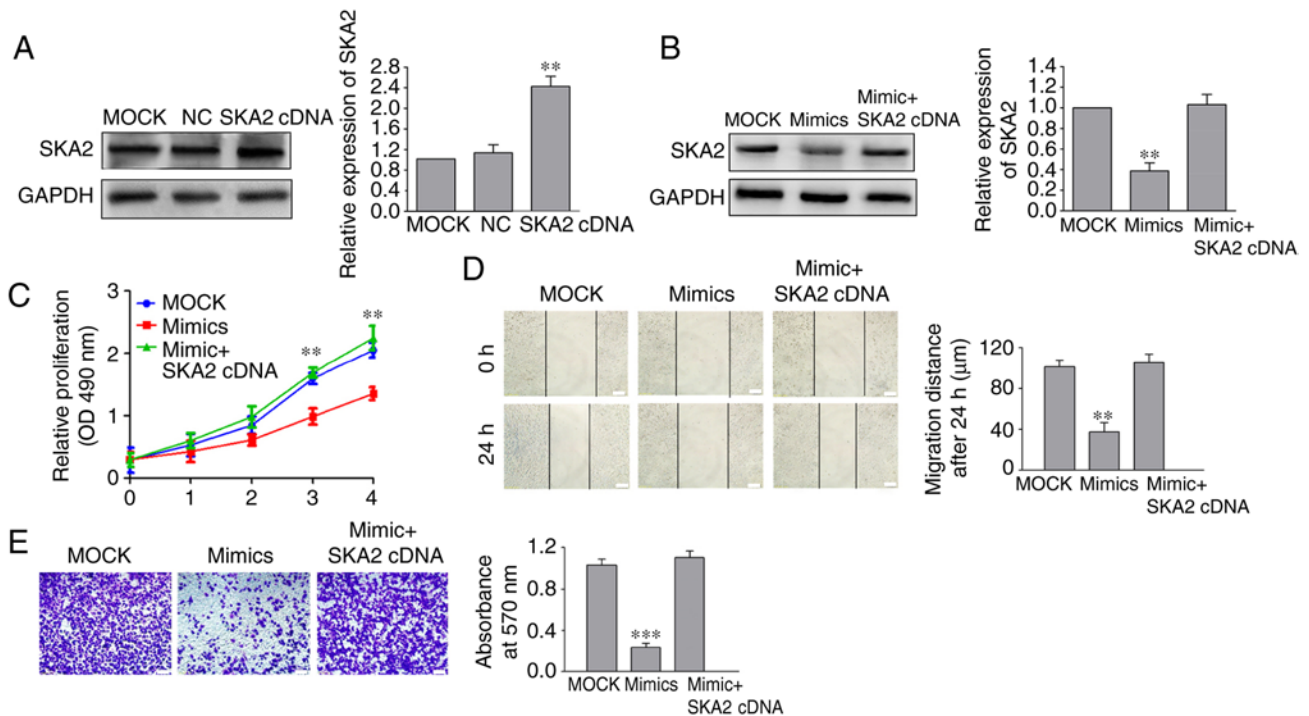 A
MOCK NC SKA2 cDNA
SKA2
GAPDH
Relative expression of SKA2
2.8
2.4
2.0
1.6
1.2
0.8
0.4
0.0
**
MOCK NC SKA2 cDNA
B
MOCK Mimics Mimic+
SKA2 cDNA
SKA2
GAPDH
Relative expression
of SKA2
1.4
1.2
1.0
0.8
0.6
0.4
0.2
0.0
**
MOCK Mimics Mimic+
SKA2 cDNA
C
Relative proliferation
(OD 490 nm)
3
2
1
0
MOCK
Mimics
Mimic+
SKA2 cDNA
**
**
0 1 2 3 4
D
MOCK Mimics Mimic+
SKA2 cDNA
0 h
24 h
Migration distance
after 24 h (μm)
120
80
40
0
**
MOCK Mimics Mimic+
SKA2 cDNA
E
MOCK Mimics Mimic+
SKA2 cDNA
Absorbance
at 570 nm
1.2
0.8
0.4
0.0
***
MOCK Mimics Mimic+
SKA2 cDNA